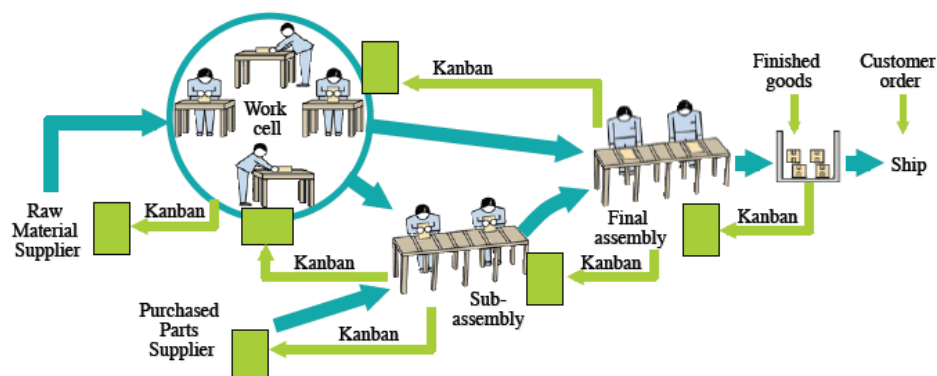 Kanban
Finished
goods
Customer
order
Work
cell
Ship
Raw
Material
Supplier
Kanban
Final
assembly
Kanban
Kanban
Kanban
Sub-
assembly
Purchased
Parts
Supplier
Kanban